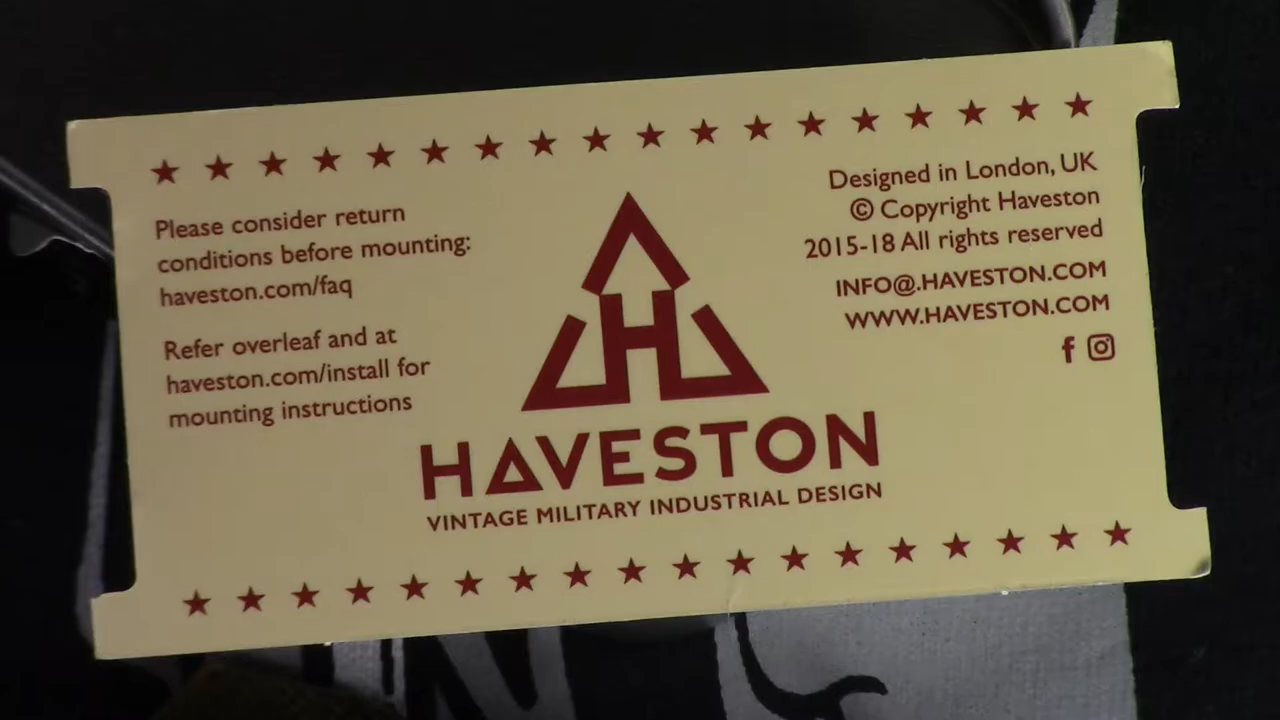 Please consider return
conditions before mounting:
haveston.com/faq
Refer overleaf and at
haveston.com/install for
mounting instructions
Designed in London, UK
© Copyright Haveston
2015-18 All rights reserved
INFO@.HAVESTON.COM
WWW.HAVESTON.COM
H
HAVESTON
VINTAGE MILITARY INDUSTRIAL DESIGN